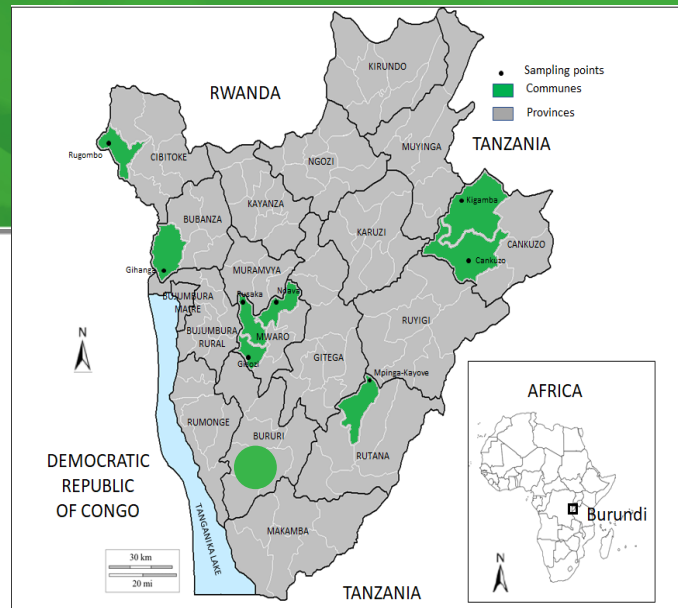 KIRUNDO
RWANDA
Sampling points
Communes
Provinces
TANZANIA
MUYINGA
Rugombo
CIBITOKE
NGOZI
KAYANZA
Kigamba
BUBANZA
KARUZI
CANKUZO
Cankuzo
Gihanga
MURAMVYA
BUJUMBURA
MAIRE
Rusaka
Ndava
RUYIGI
BUJUMBURA
RURAL
MWARO
GITEGA
N
Mpinga-Kayove
AFRICA
RUMONGE
BURURI
RUTANA
DEMOCRATIC
REPUBLIC
OF CONGO
Burundi
TANGANIKA LAKE
MAKAMBA
30 km
20 mi
N
TANZANIA